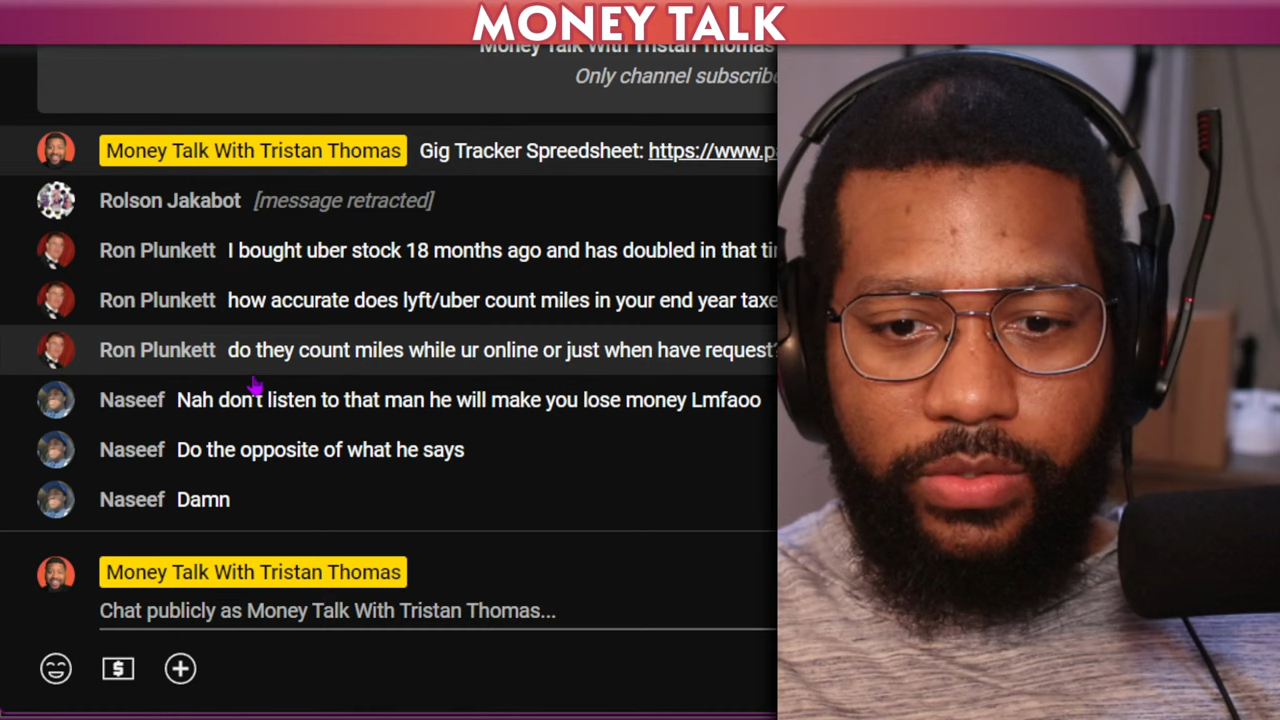 MONEY TALK
Money Talk With Tristan Thomas
Only channel subscribe
Money Talk With Tristan Thomas Gig Tracker Spredsheet: https://www.p
Rolson Jakabot [message retracted]
Ron Plunkett I bought uber stock 18 months ago and has doubled in that ti
Ron Plunkett how accurate does lyft/uber count miles in your end year taxe
Ron Plunkett do they count miles while ur online or just when have request?
Naseef Nah don't listen to that man he will make you lose money Lmfaoo
Naseef Do the opposite of what he says
Naseef Damn
Money Talk With Tristan Thomas
Chat publicly as Money Talk With Tristan Thomas...